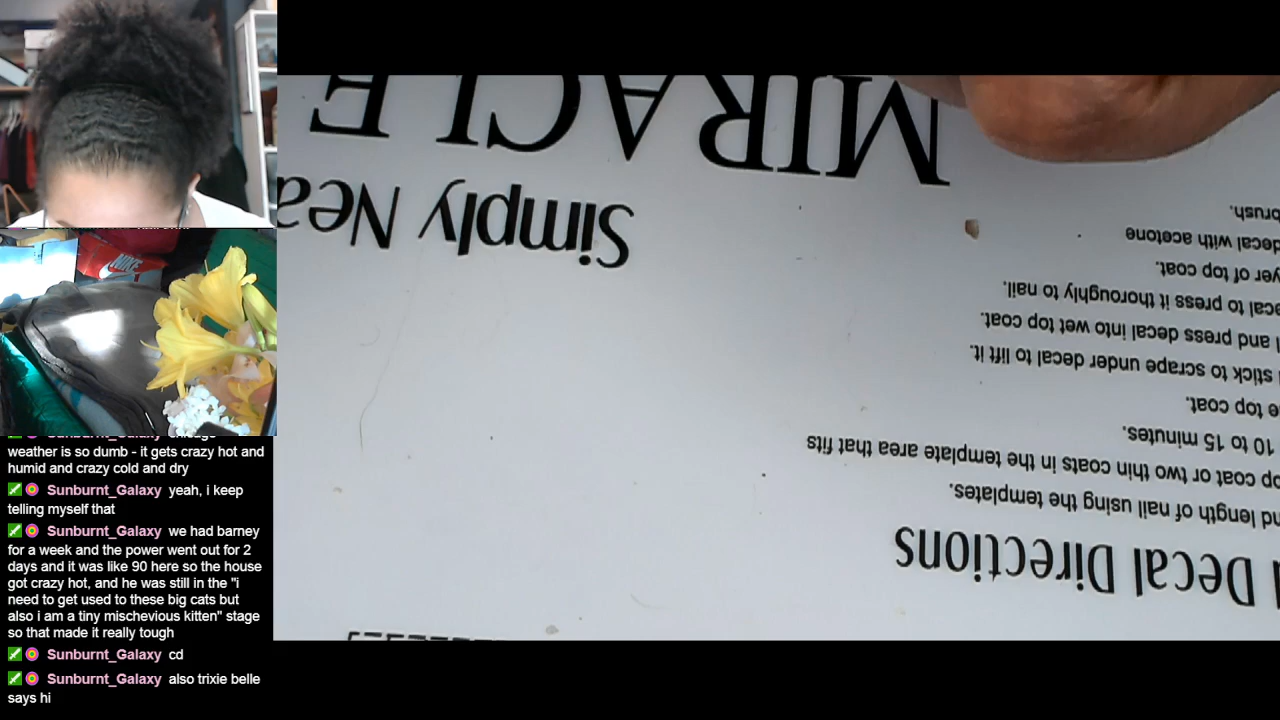 NIKE
Sunburnt_Galaxy chicago
weather is so dumb - it gets crazy hot and
humid and crazy cold and dry
Sunburnt_Galaxy yeah, i keep
telling myself that
Sunburnt_Galaxy we had barney
for a week and the power went out for 2
days and it was like 90 here so the house
got crazy hot, and he was still in the "i
need to get used to these big cats but
also i am a tiny mischevious kitten" stage
so that made it really tough
Sunburnt_Galaxy cd
Sunburnt_Galaxy also trixie belle
says hi
Decal Directions
length of nail using the templates.
coat or two thin coats in the template area that fits
10 to 15 minutes.
top coat.
stick to scrape under decal to lift it.
and press decal into wet top coat.
to press it thoroughly to nail.
of top coat.
decal with acetone
brush.
Simply Nea
MIRACLE